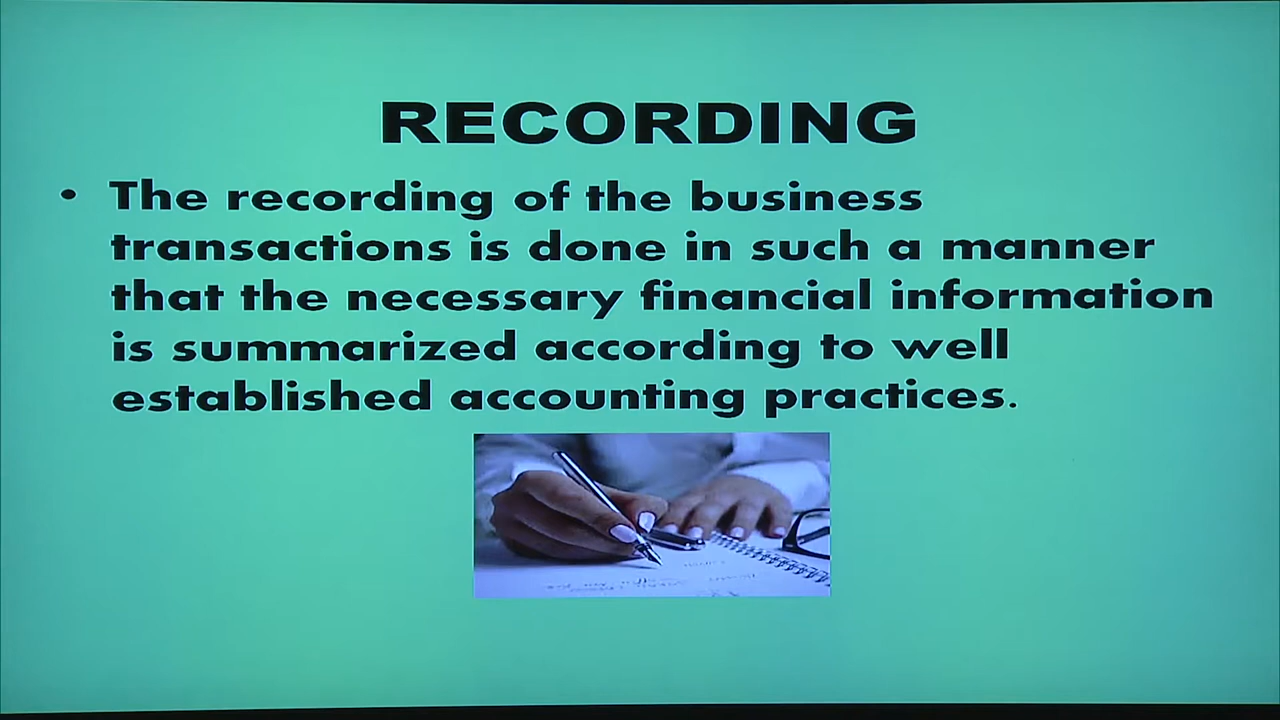 RECORDING
• The recording of the business
transactions is done in such a manner
that the necessary financial information
is summarized according to well
established accounting practices.